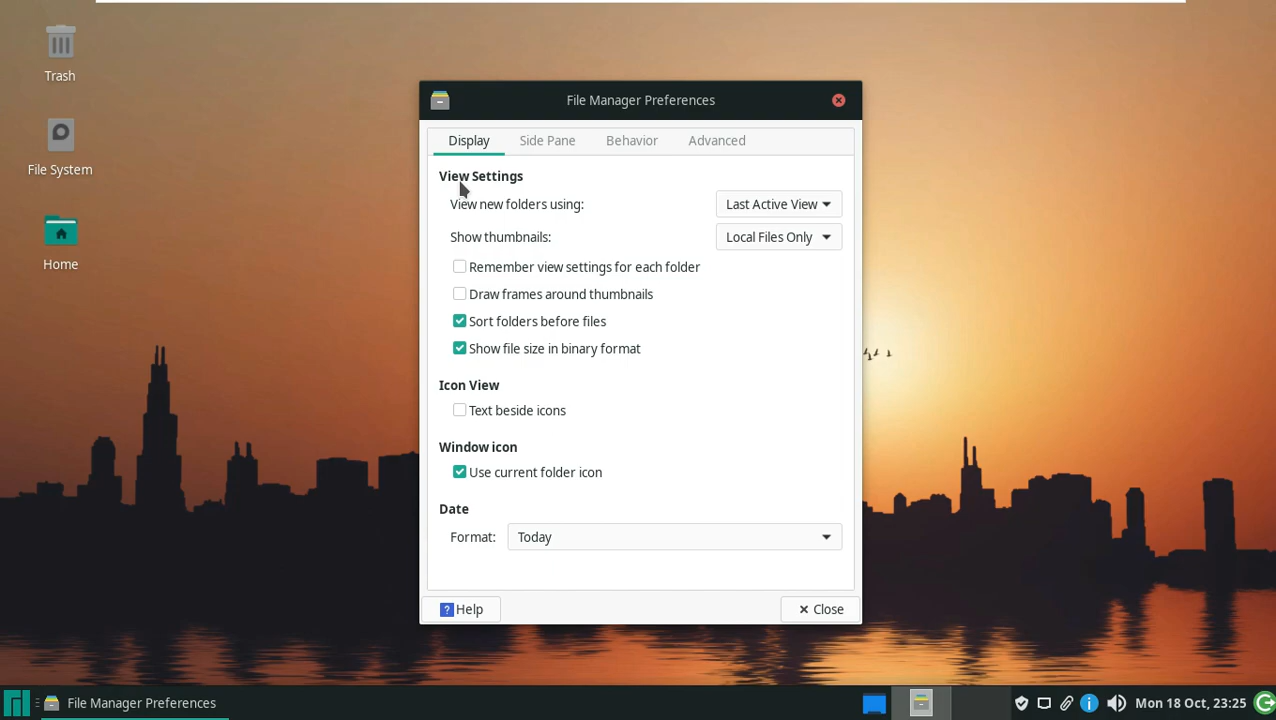 Trash
File System
Home
File Manager Preferences
Display Side Pane Behavior Advanced
View Settings
View new folders using: Last Active View
Show thumbnails: Local Files Only
Remember view settings for each folder
Draw frames around thumbnails
Sort folders before files
Show file size in binary format
Icon View
Text beside icons
Window icon
Use current folder icon
Date
Format: Today
? Help
Close
File Manager Preferences
Mon 18 Oct, 23:25